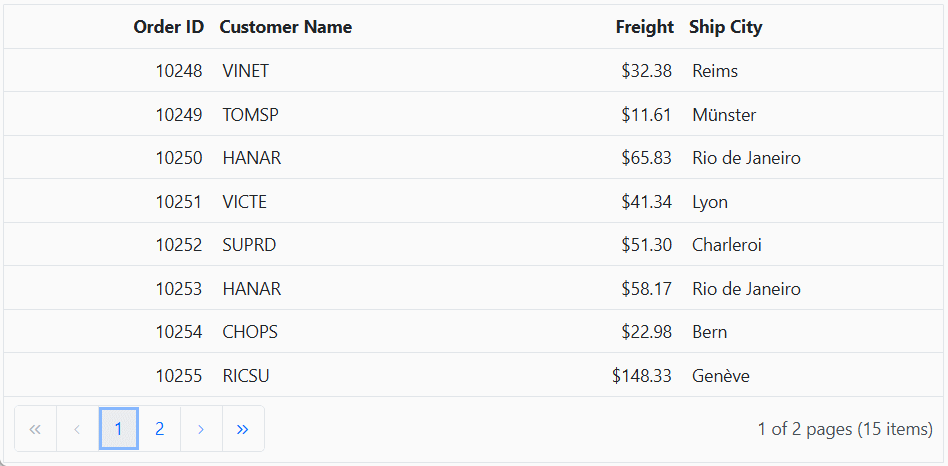 Order ID Customer Name Freight Ship City
10248 VINET $32.38 Reims
10249 TOMSP $11.61 Münster
10250 HANAR $65.83 Rio de Janeiro
10251 VICTE $41.34 Lyon
10252 SUPRD $51.30 Charleroi
10253 HANAR $58.17 Rio de Janeiro
10254 CHOPS $22.98 Bern
10255 RICSU $148.33 Genève
« ‹ 1 2 › » 1 of 2 pages (15 items)